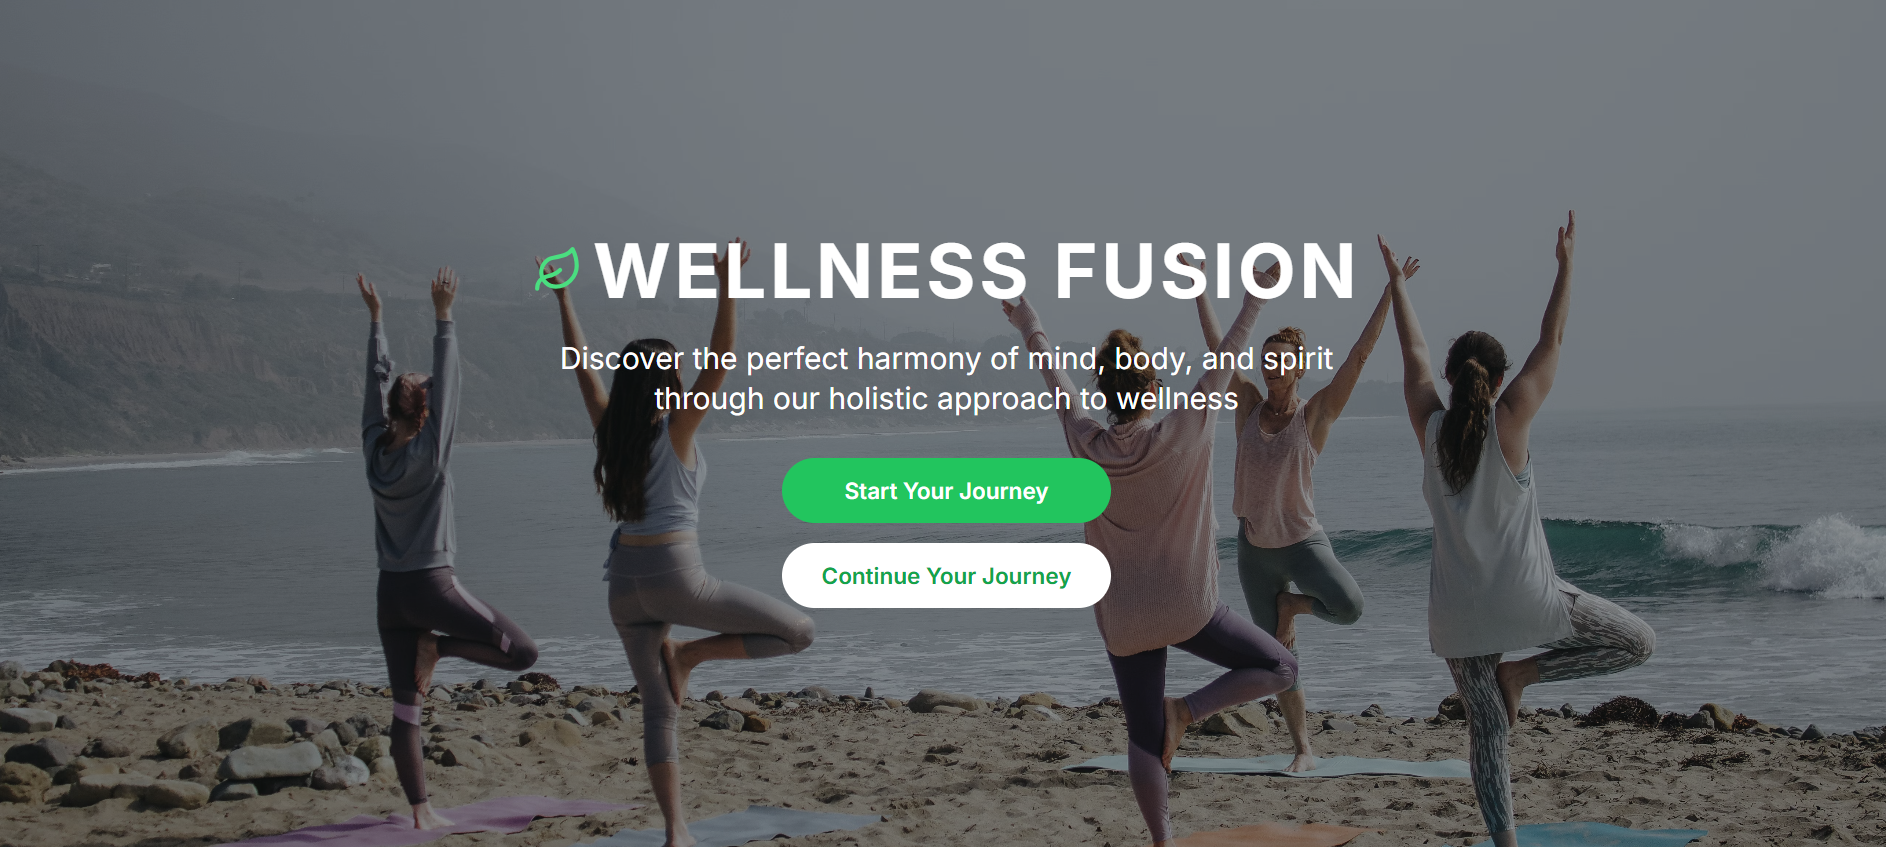 WELLNESS FUSION
Discover the perfect harmony of mind, body, and spirit
through our holistic approach to wellness
Start Your Journey
Continue Your Journey